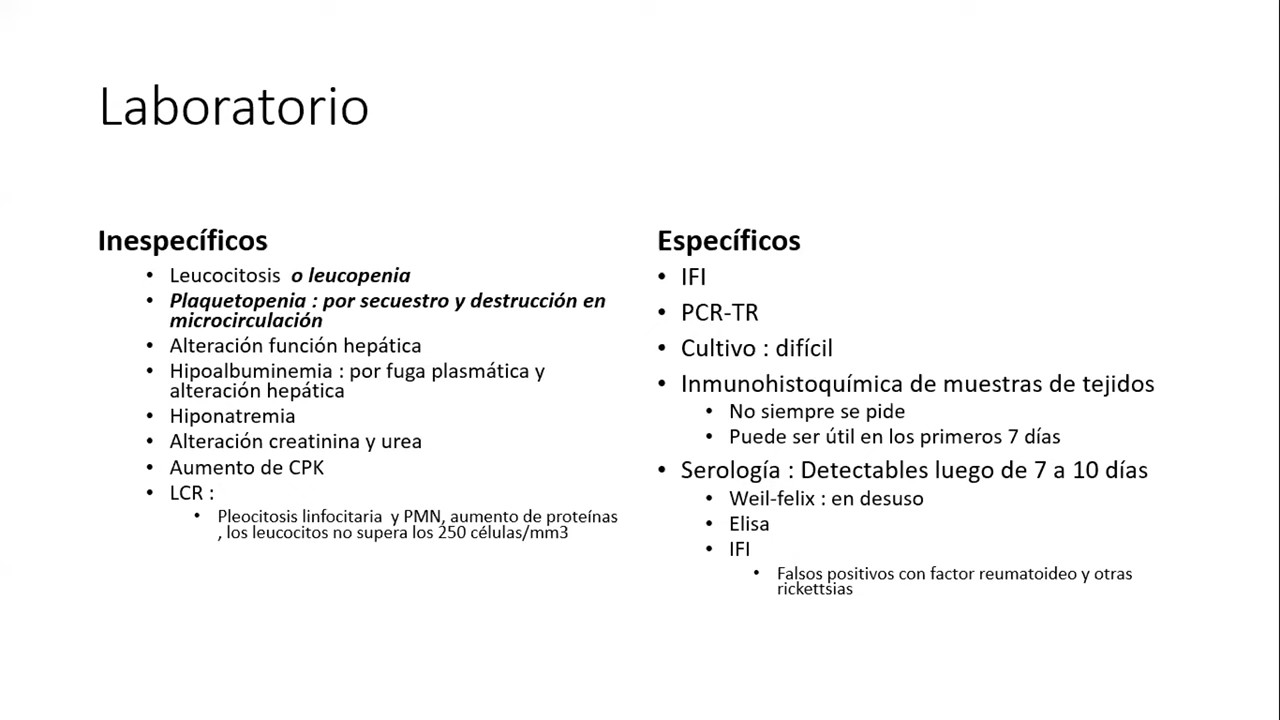 Laboratorio
Inespecíficos
• Leucocitosis o leucopenia
• Plaquetopenia : por secuestro y destrucción en
microcirculación
• Alteración función hepática
• Hipoalbuminemia : por fuga plasmática y
alteración hepática
• Hiponatremia
• Alteración creatinina y urea
• Aumento de CPK
• LCR :
• Pleocitosis linfocitaria y PMN, aumento de proteínas
, los leucocitos no supera los 250 células/mm3
Específicos
• IFI
• PCR-TR
• Cultivo : difícil
• Inmunohistoquímica de muestras de tejidos
• No siempre se pide
• Puede ser útil en los primeros 7 días
• Serología : Detectables luego de 7 a 10 días
• Weil-felix : en desuso
• Elisa
• IFI
• Falsos positivos con factor reumatoideo y otras
rickettsias